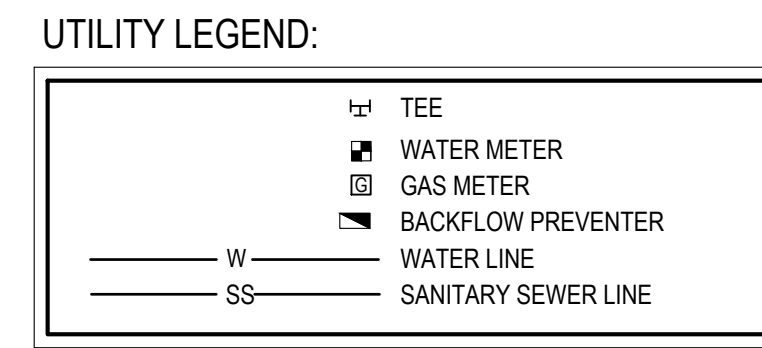 UTILITY LEGEND:
TEE
WATER METER
G GAS METER
BACKFLOW PREVENTER
W WATER LINE
SS SANITARY SEWER LINE